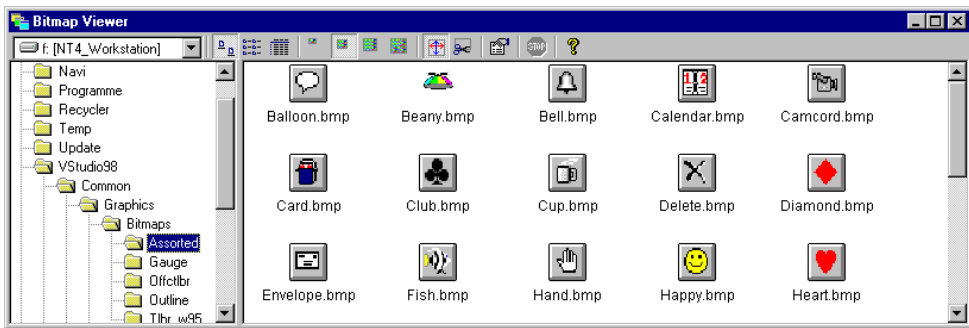 Bitmap Viewer
f: [NT4_Workstation]
STOP
Navi
Programme
Recycler
Temp
Update
VStudio98
Common
Graphics
Bitmaps
Assorted
Gauge
Offctlbr
Outline
Tlbr_w95
Balloon.bmp
Beany.bmp
Bell.bmp
Calendar.bmp
Camcord.bmp
Card.bmp
Club.bmp
Cup.bmp
Delete.bmp
Diamond.bmp
Envelope.bmp
Fish.bmp
Hand.bmp
Happy.bmp
Heart.bmp